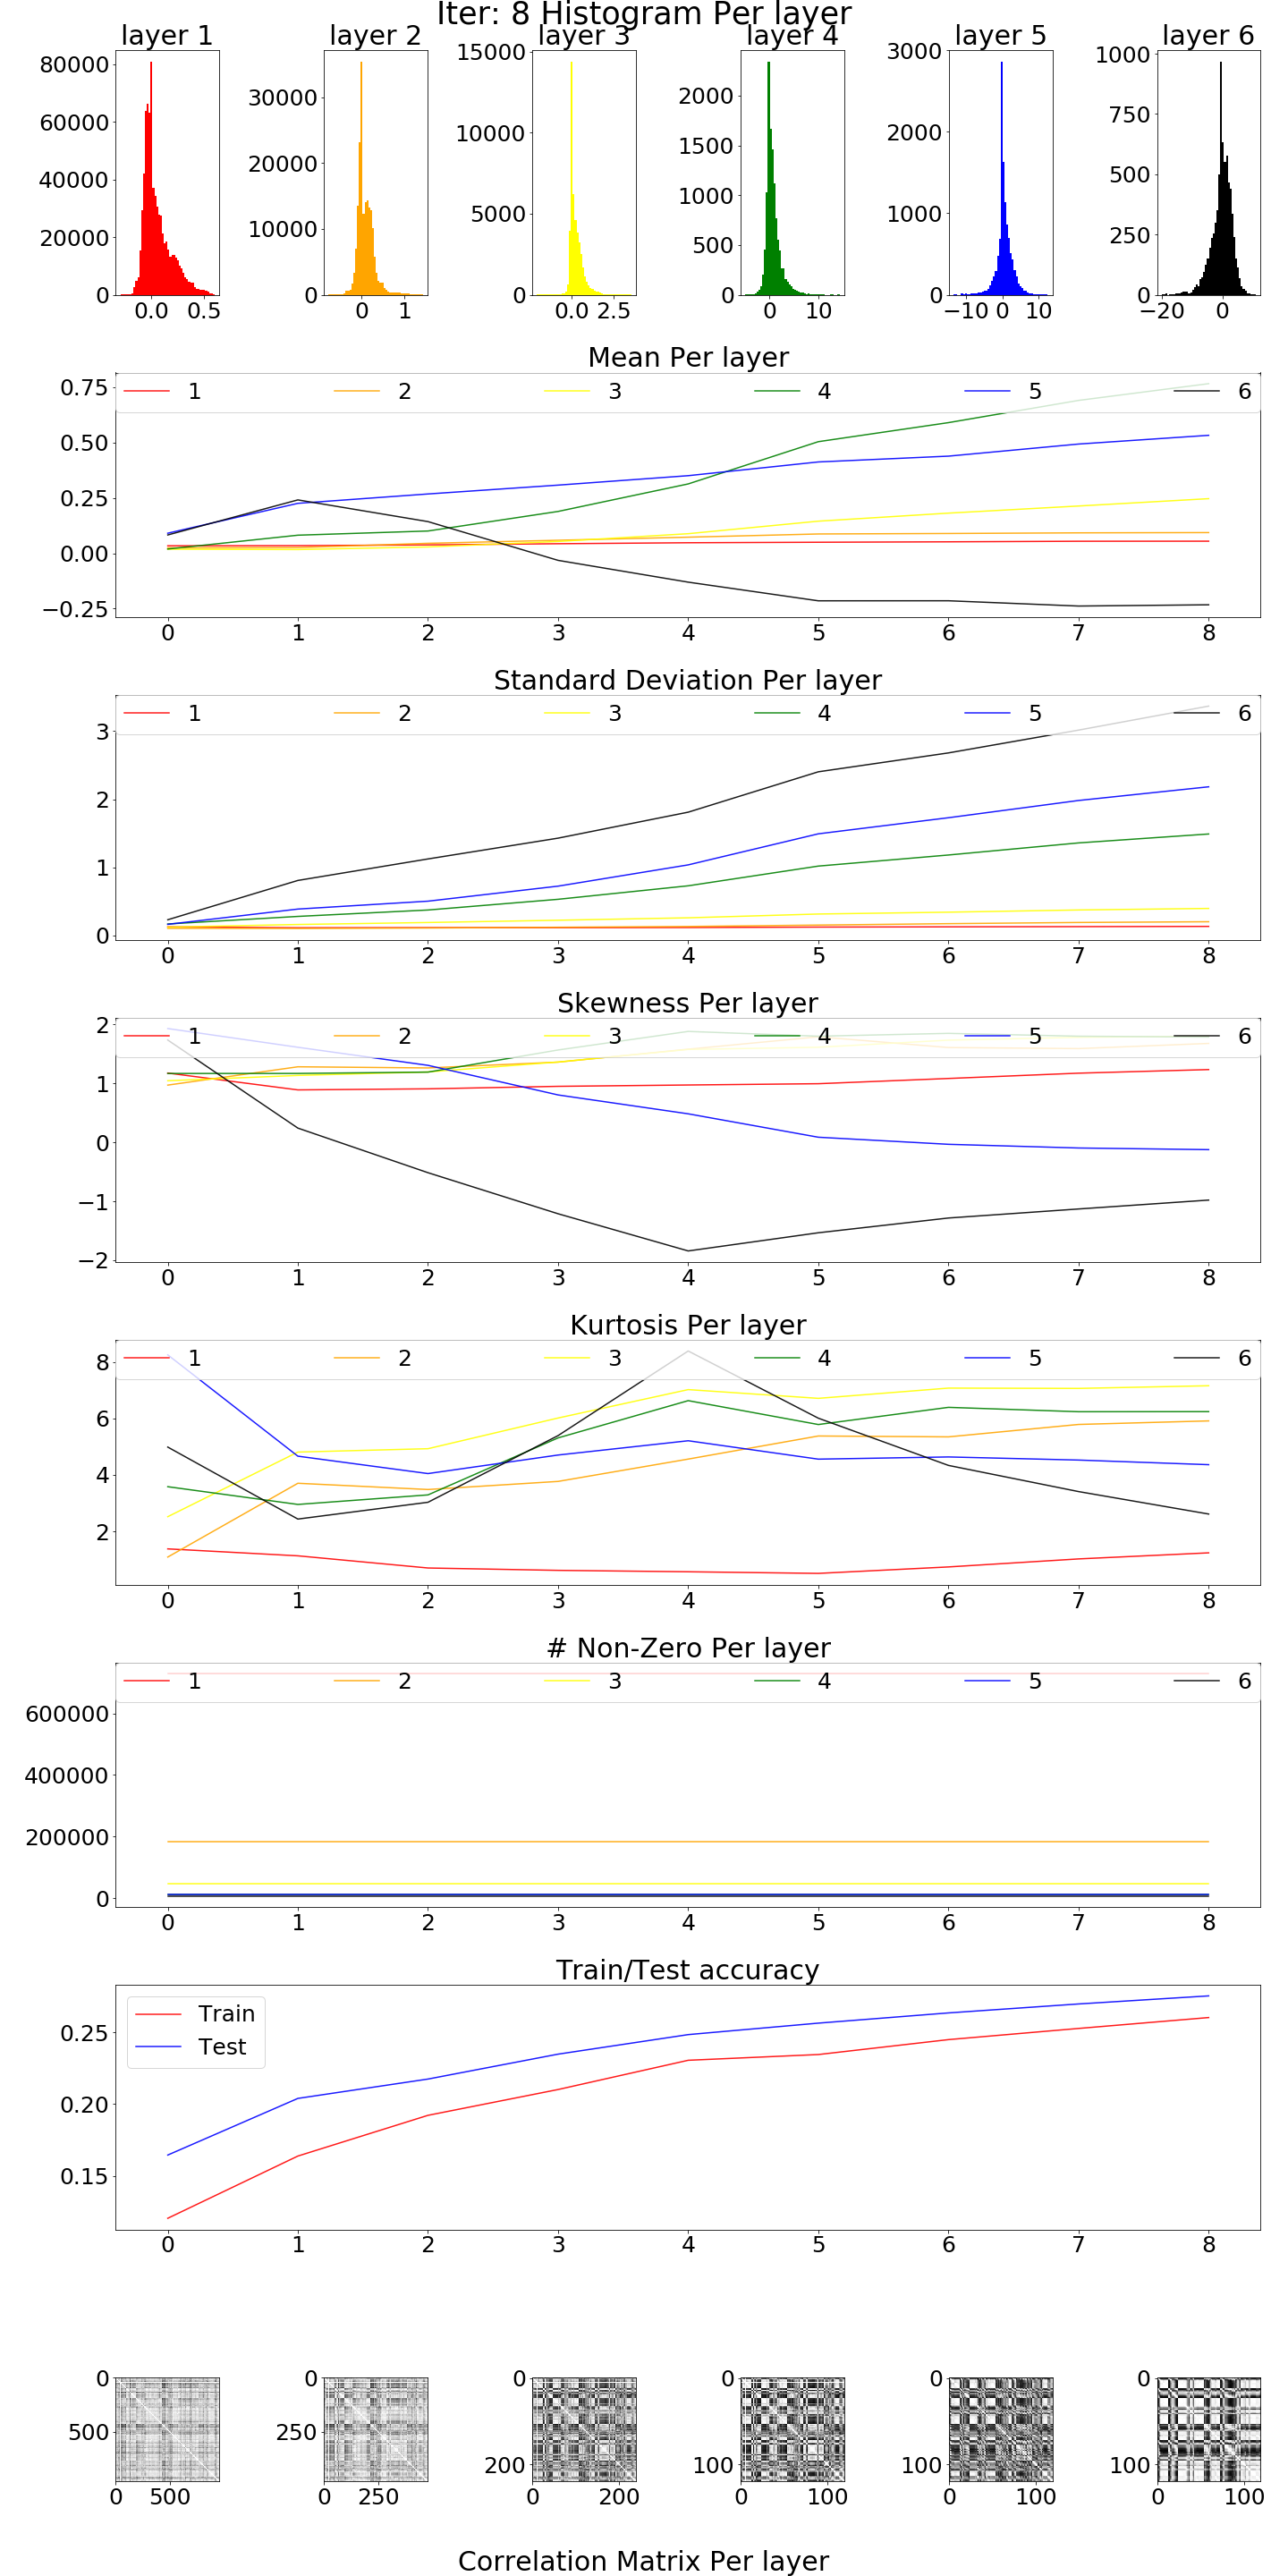 Iter: 8 Histogram Per layer
layer 1 layer 2 layer 3 layer 4 layer 5 layer 6
80000 60000 40000 20000 0
0.0 0.5
30000 20000 10000 0
0 1
15000 10000 5000 0
0.0 2.5
2000 1500 1000 500 0
0 10
3000 2000 1000 0
−10 0 10
1000 750 500 250 0
−20 0
Mean Per layer
1 2 3 4 5 6
0.75
0.50
0.25
0.00
−0.25
0 1 2 3 4 5 6 7 8
Standard Deviation Per layer
1 2 3 4 5 6
3
2
1
0
0 1 2 3 4 5 6 7 8
Skewness Per layer
1 2 3 4 5 6
2
1
0
−1
−2
0 1 2 3 4 5 6 7 8
Kurtosis Per layer
1 2 3 4 5 6
8
6
4
2
0 1 2 3 4 5 6 7 8
# Non-Zero Per layer
1 2 3 4 5 6
600000
400000
200000
0
0 1 2 3 4 5 6 7 8
Train/Test accuracy
Train
Test
0.25
0.20
0.15
0 1 2 3 4 5 6 7 8
0 500
0 500
0 250
0 250
0 200
0 200
0 100
0 100
0 100
0 100
0 100
0 100
Correlation Matrix Per layer